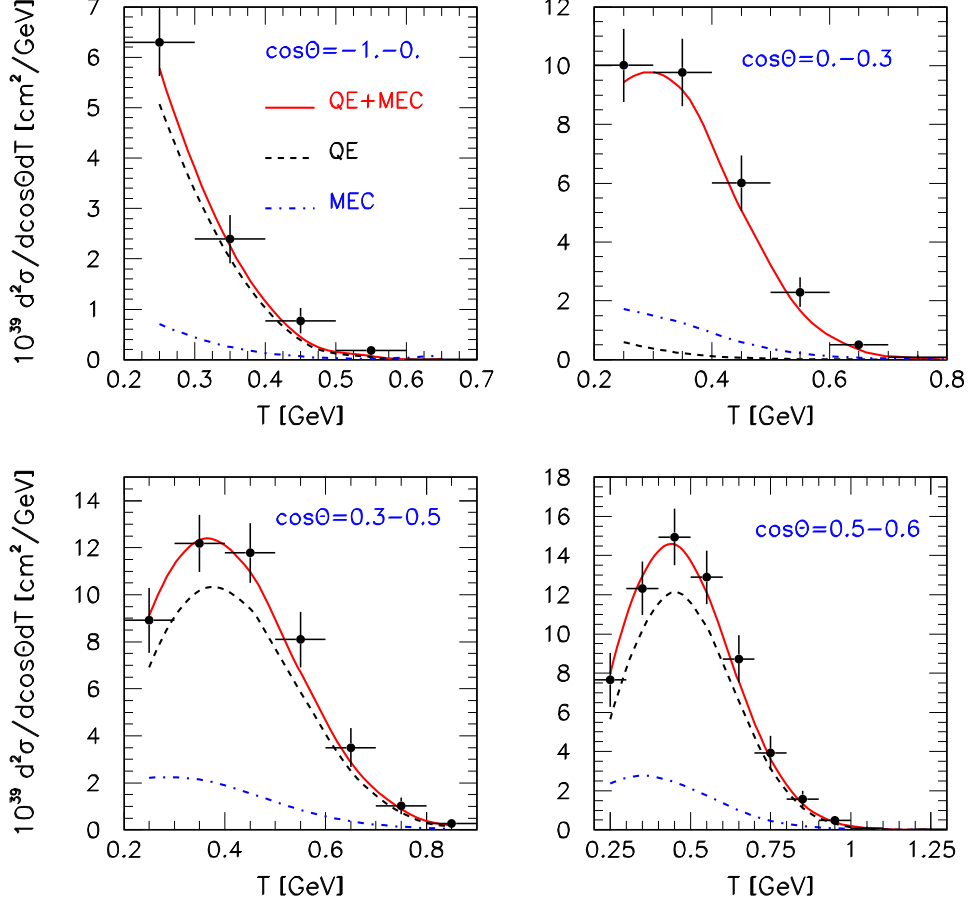 10³⁹ d²σ/dcosΘdT [cm²/GeV]
7
6
5
4
3
2
1
0
cosΘ=−1.−0.
QE+MEC
QE
MEC
0.2 0.3 0.4 0.5 0.6 0.7
T [GeV]
12
10
8
6
4
2
0
cosΘ=0.−0.3
0.2 0.4 0.6 0.8
T [GeV]
10³⁹ d²σ/dcosΘdT [cm²/GeV]
14
12
10
8
6
4
2
0
cosΘ=0.3−0.5
0.2 0.4 0.6 0.8
T [GeV]
18
16
14
12
10
8
6
4
2
0
cosΘ=0.5−0.6
0.25 0.5 0.75 1 1.25
T [GeV]